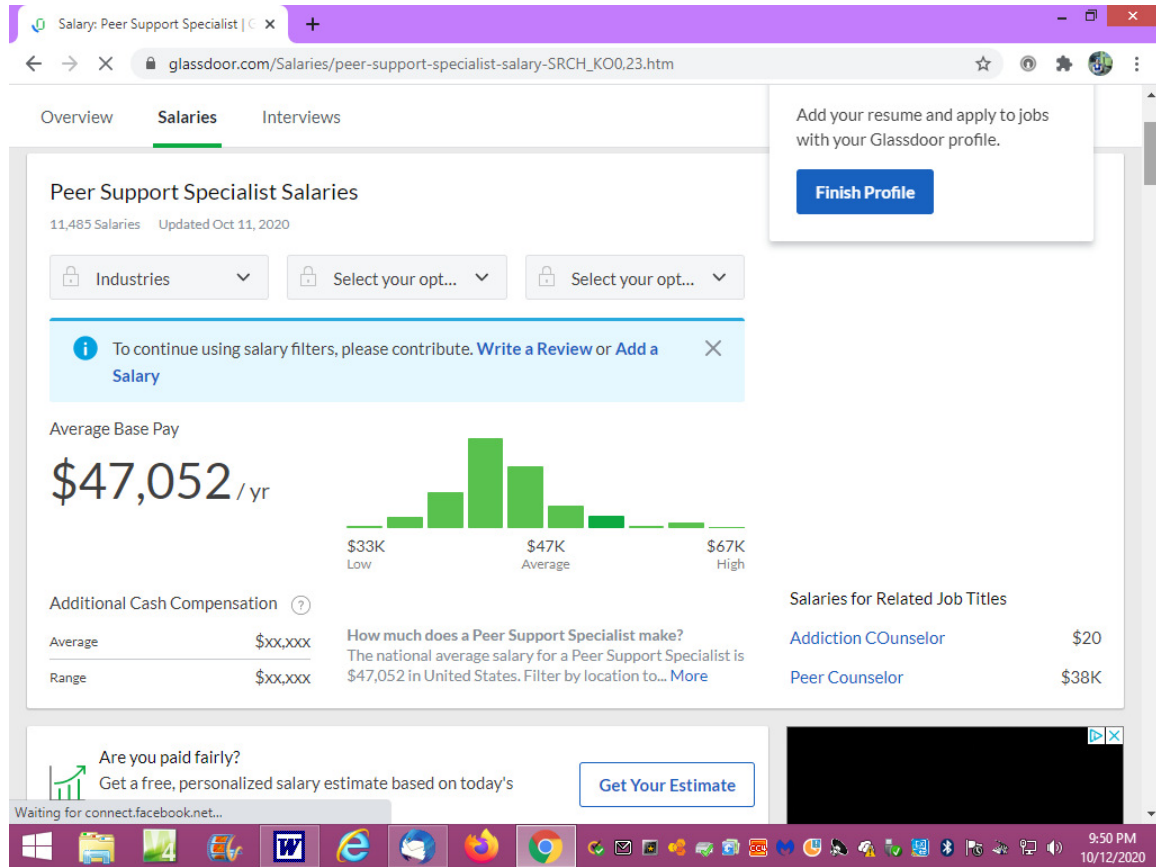 Salary: Peer Support Specialist | G
glassdoor.com/Salaries/peer-support-specialist-salary-SRCH_KO0,23.htm
Overview Salaries Interviews
Add your resume and apply to jobs
with your Glassdoor profile.
Finish Profile
Peer Support Specialist Salaries
11,485 Salaries Updated Oct 11, 2020
Industries Select your opt... Select your opt...
To continue using salary filters, please contribute. Write a Review or Add a
Salary
Average Base Pay
$47,052 / yr
$33K $47K $67K
Low Average High
Additional Cash Compensation ?
Average $xx,xxx
Range $xx,xxx
How much does a Peer Support Specialist make?
The national average salary for a Peer Support Specialist is
$47,052 in United States. Filter by location to... More
Salaries for Related Job Titles
Addiction COunselor $20
Peer Counselor $38K
Are you paid fairly?
Get a free, personalized salary estimate based on today's
Get Your Estimate
Waiting for connect.facebook.net...
9:50 PM
10/12/2020